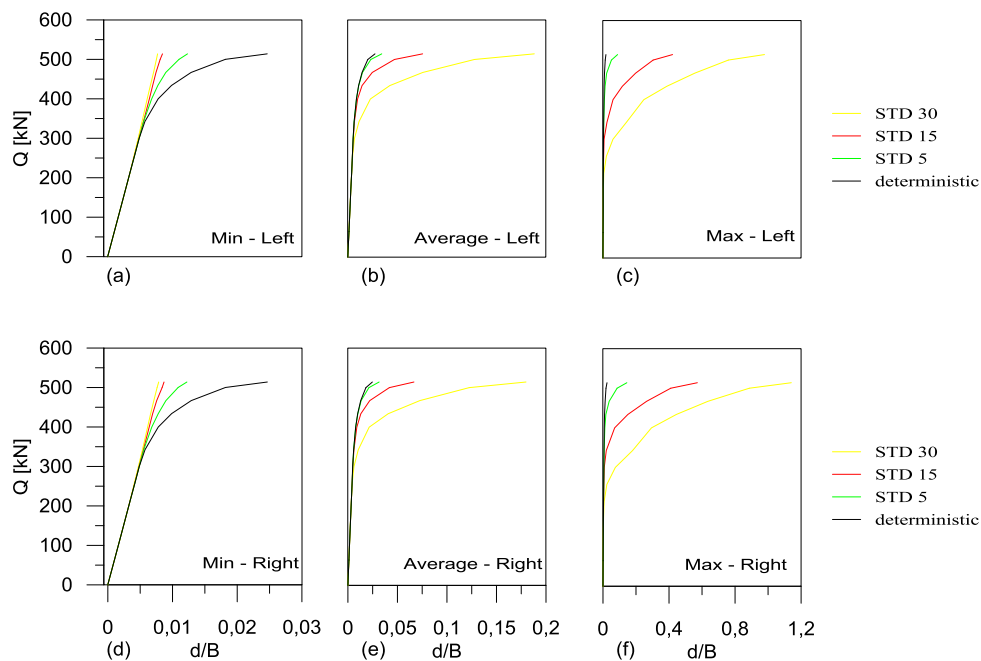 600
500
400
300
200
100
0
Q [kN]
Min - Left
(a)
Average - Left
(b)
Max - Left
(c)
STD 30
STD 15
STD 5
deterministic
600
500
400
300
200
100
0
Q [kN]
Min - Right
0 0,01 0,02 0,03
(d) d/B
Average - Right
0 0,05 0,1 0,15 0,2
(e) d/B
Max - Right
0 0,4 0,8 1,2
(f) d/B
STD 30
STD 15
STD 5
deterministic